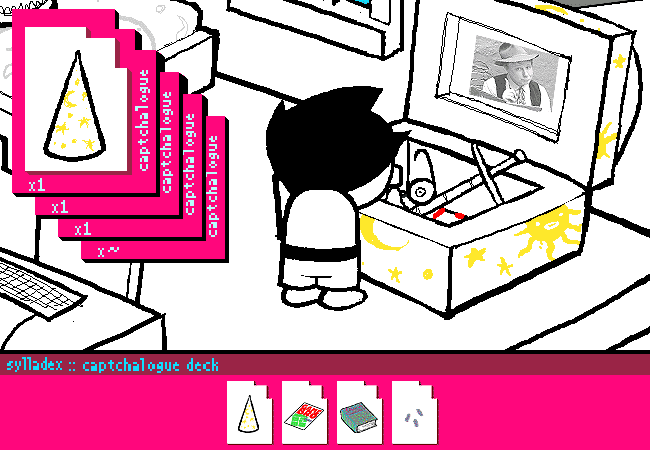 captchalogue
x1
captchalogue
x1
captchalogue
x1
captchalogue
x~
sylladex :: captchalogue deck